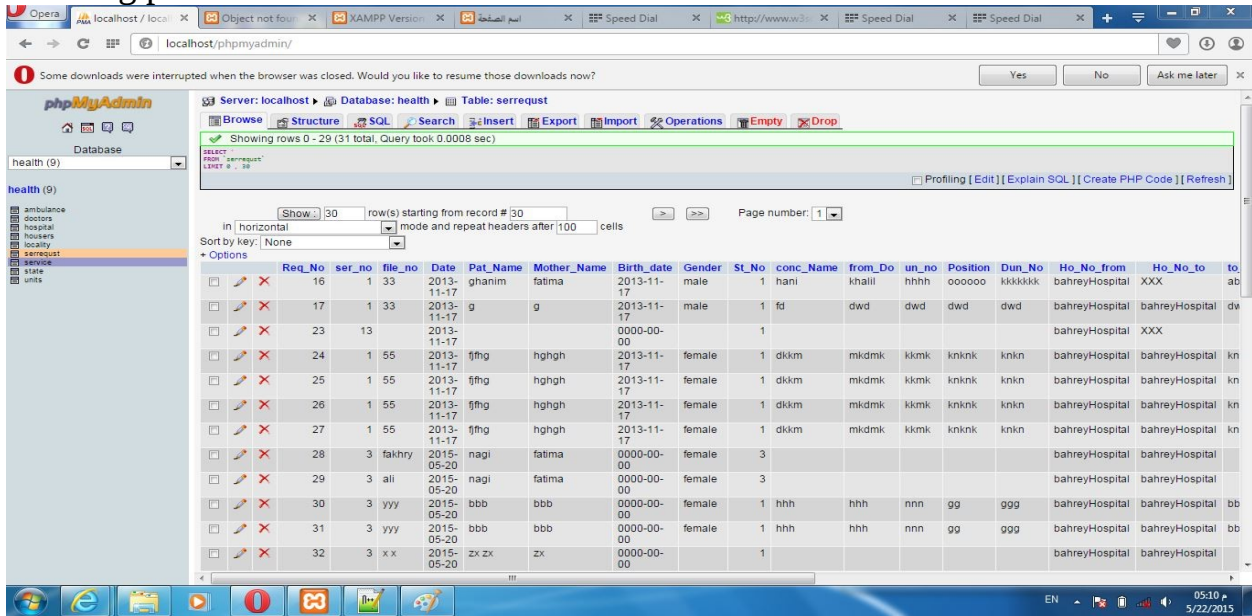 Opera
localhost / locall
Object not foun
XAMPP Version
اسم الصفحة
Speed Dial
http://www.w3s
Speed Dial
Speed Dial
localhost/phpmyadmin/
Some downloads were interrupted when the browser was closed. Would you like to resume those downloads now?
Yes
No
Ask me later
phpMyAdmin
Database
health (9)
health (9)
ambulance
doctors
hospital
housers
locality
serrequst
service
state
units
Server: localhost Database: health Table: serrequst
Browse Structure SQL Search Insert Export Import Operations Empty Drop
Showing rows 0 - 29 (31 total, Query took 0.0008 sec)
SELECT *
FROM `serrequst`
LIMIT 0 , 30
Profiling [ Edit ] [ Explain SQL ] [ Create PHP Code ] [ Refresh ]
Show : 30 row(s) starting from record # 30 > >> Page number: 1
in horizontal mode and repeat headers after 100 cells
Sort by key: None
+ Options
Req_No ser_no file_no Date Pat_Name Mother_Name Birth_date Gender St_No conc_Name from_Do un_no Position Dun_No Ho_No_from Ho_No_to to_
16 1 33 2013-11-17 ghanim fatima 2013-11-17 male 1 hani khalil hhhh oooooo kkkkkkk bahreyHospital XXX ab
17 1 33 2013-11-17 g g 2013-11-17 male 1 fd dwd dwd dwd dwd bahreyHospital bahreyHospital dw
23 13 2013-11-17 0000-00-00 1 bahreyHospital XXX
24 1 55 2013-11-17 fjfhg hghgh 2013-11-17 female 1 dkkm mkdmk kkmk knknk knkn bahreyHospital bahreyHospital kn
25 1 55 2013-11-17 fjfhg hghgh 2013-11-17 female 1 dkkm mkdmk kkmk knknk knkn bahreyHospital bahreyHospital kn
26 1 55 2013-11-17 fjfhg hghgh 2013-11-17 female 1 dkkm mkdmk kkmk knknk knkn bahreyHospital bahreyHospital kn
27 1 55 2013-11-17 fjfhg hghgh 2013-11-17 female 1 dkkm mkdmk kkmk knknk knkn bahreyHospital bahreyHospital kn
28 3 fakhry 2015-05-20 nagi fatima 0000-00-00 female 3 bahreyHospital bahreyHospital
29 3 ali 2015-05-20 nagi fatima 0000-00-00 female 3 bahreyHospital bahreyHospital
30 3 yyy 2015-05-20 bbb bbb 0000-00-00 female 1 hhh hhh nnn gg ggg bahreyHospital bahreyHospital bb
31 3 yyy 2015-05-20 bbb bbb 0000-00-00 female 1 hhh hhh nnn gg ggg bahreyHospital bahreyHospital bb
32 3 x x 2015-05-20 zx zx zx 0000-00-00 1 bahreyHospital bahreyHospital
EN
05:10 م
5/22/2015